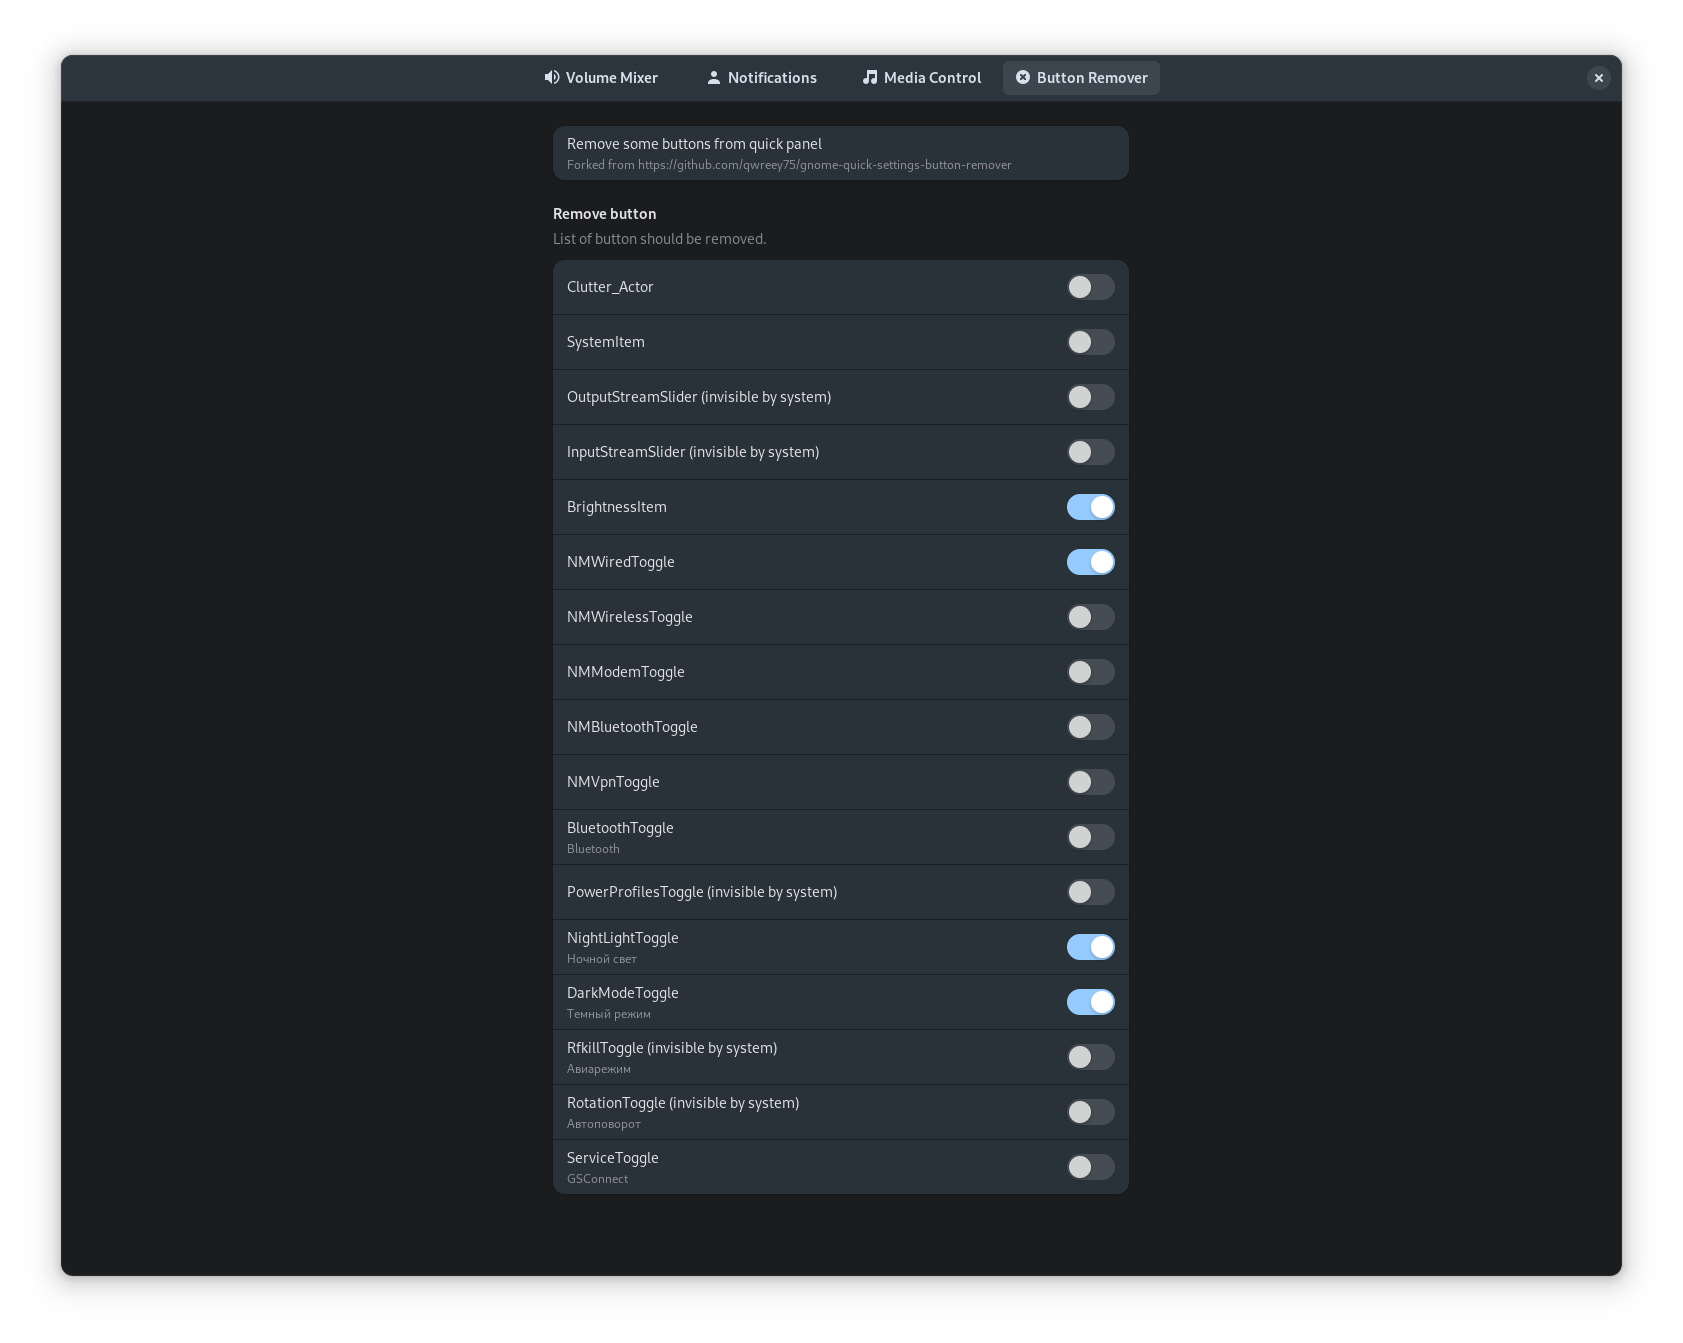 Volume Mixer
Notifications
Media Control
Button Remover
Remove some buttons from quick panel
Forked from https://github.com/qwreey75/gnome-quick-settings-button-remover
Remove button
List of button should be removed.
Clutter_Actor
SystemItem
OutputStreamSlider (invisible by system)
InputStreamSlider (invisible by system)
BrightnessItem
NMWiredToggle
NMWirelessToggle
NMModemToggle
NMBluetoothToggle
NMVpnToggle
BluetoothToggle
Bluetooth
PowerProfilesToggle (invisible by system)
NightLightToggle
Ночной свет
DarkModeToggle
Темный режим
RfkillToggle (invisible by system)
Авиарежим
RotationToggle (invisible by system)
Автоповорот
ServiceToggle
GSConnect